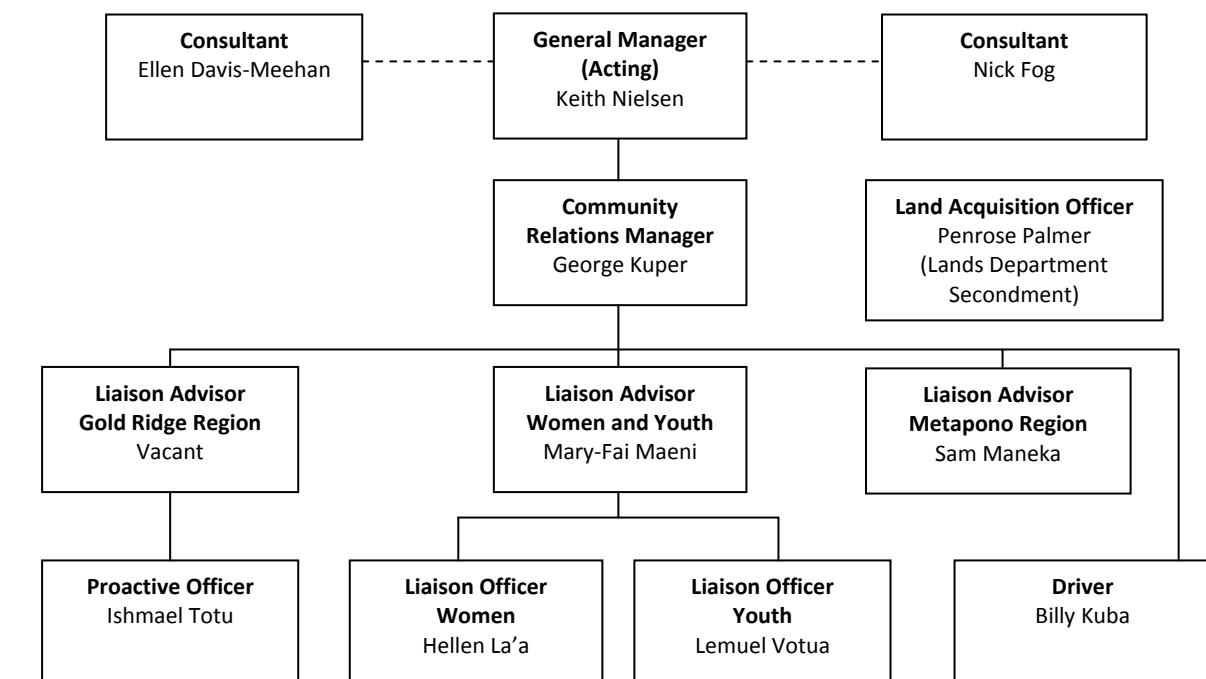 Consultant
Ellen Davis-Meehan
General Manager
(Acting)
Keith Nielsen
Consultant
Nick Fog
Community
Relations Manager
George Kuper
Land Acquisition Officer
Penrose Palmer
(Lands Department
Secondment)
Liaison Advisor
Gold Ridge Region
Vacant
Liaison Advisor
Women and Youth
Mary-Fai Maeni
Liaison Advisor
Metapono Region
Sam Maneka
Proactive Officer
Ishmael Totu
Liaison Officer
Women
Hellen La’a
Liaison Officer
Youth
Lemuel Votua
Driver
Billy Kuba